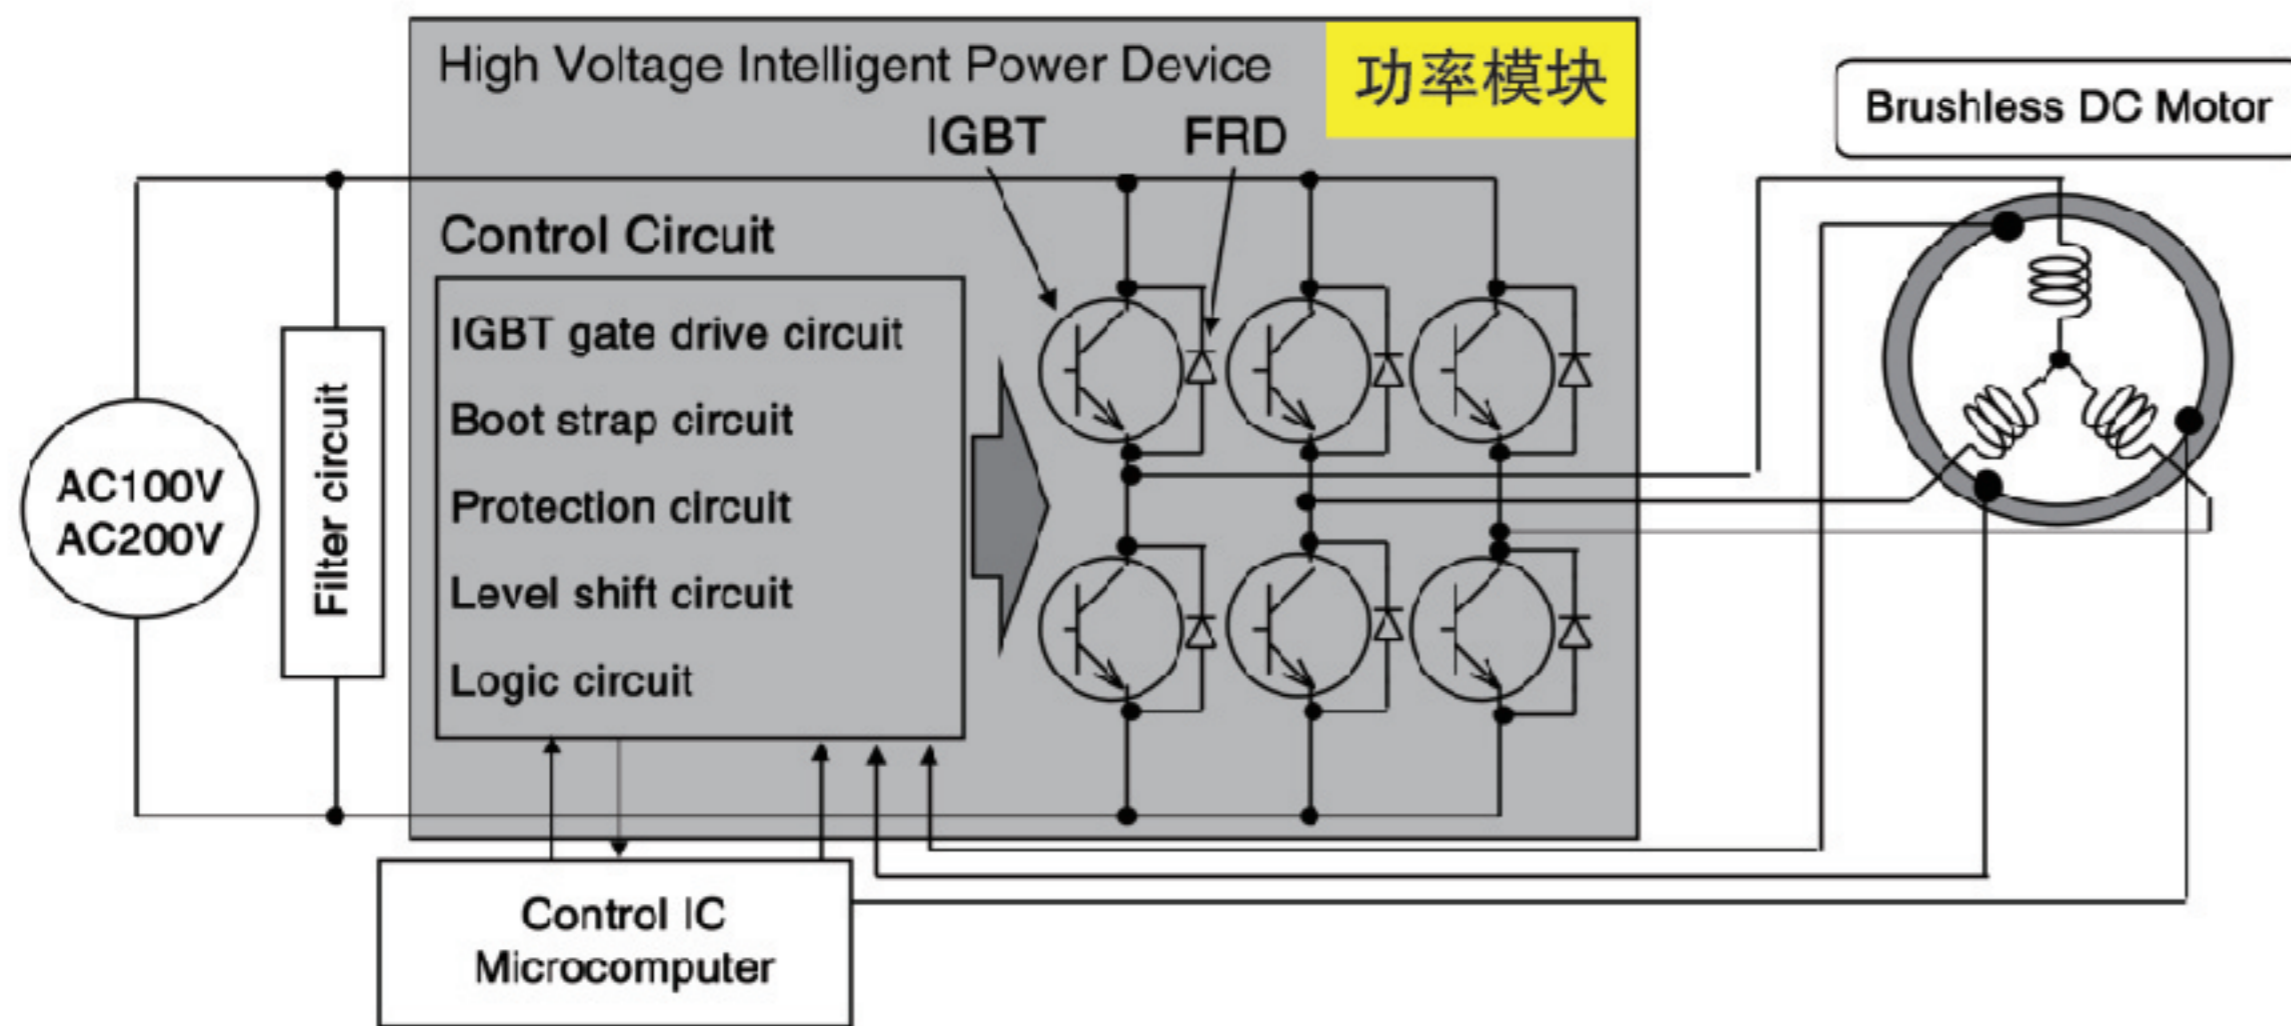 High Voltage Intelligent Power Device
功率模块
Brushless DC Motor
IGBT
FRD
Control Circuit
IGBT gate drive circuit
Boot strap circuit
Protection circuit
Level shift circuit
Logic circuit
AC100V
AC200V
Filter circuit
Control IC
Microcomputer